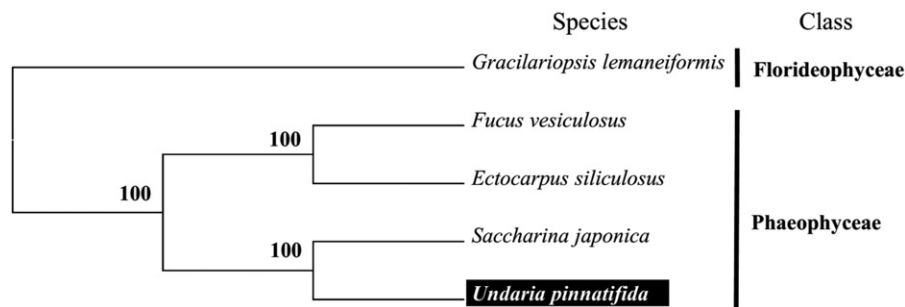 Species Class
Gracilariopsis lemaneiformis Florideophyceae
Fucus vesiculosus
100
Ectocarpus siliculosus
100
Phaeophyceae
Saccharina japonica
100
Undaria pinnatifida